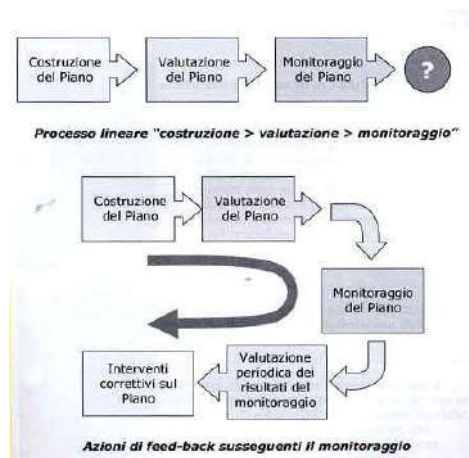 Costruzione
del Piano
Valutazione
del Piano
Monitoraggio
del Piano
?
Processo lineare "costruzione > valutazione > monitoraggio"
Costruzione
del Piano
Valutazione
del Piano
Monitoraggio
del Piano
Valutazione
periodica dei
risultati del
monitoraggio
Interventi
correttivi sul
Piano
Azioni di feed-back susseguenti il monitoraggio